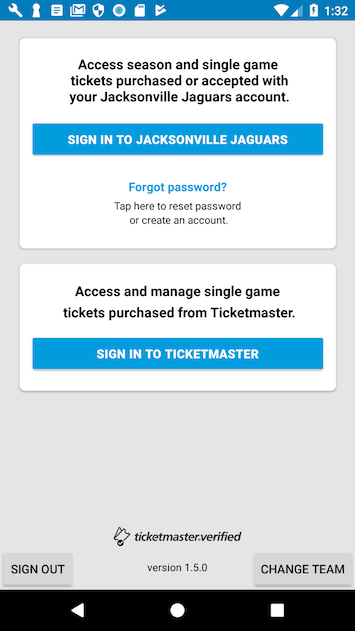 1:32
Access season and single game
tickets purchased or accepted with
your Jacksonville Jaguars account.
SIGN IN TO JACKSONVILLE JAGUARS
Forgot password?
Tap here to reset password
or create an account.
Access and manage single game
tickets purchased from Ticketmaster.
SIGN IN TO TICKETMASTER
ticketmaster.verified
SIGN OUT
version 1.5.0
CHANGE TEAM